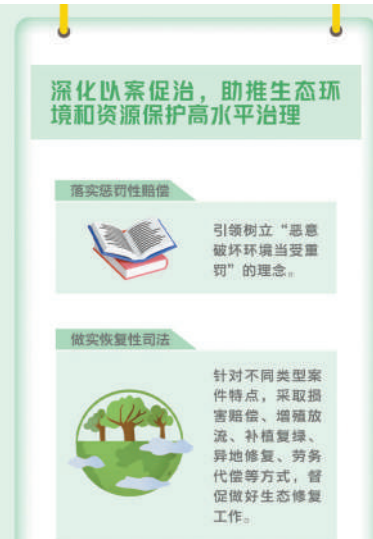 深化以案促治，助推生态环
境和资源保护高水平治理
落实惩罚性赔偿
引领树立“恶意
破坏环境当受重
罚”的理念。
做实恢复性司法
针对不同类型案
件特点，采取损
害赔偿、增殖放
流、补植复绿、
异地修复、劳务
代偿等方式，督
促做好生态修复
工作。